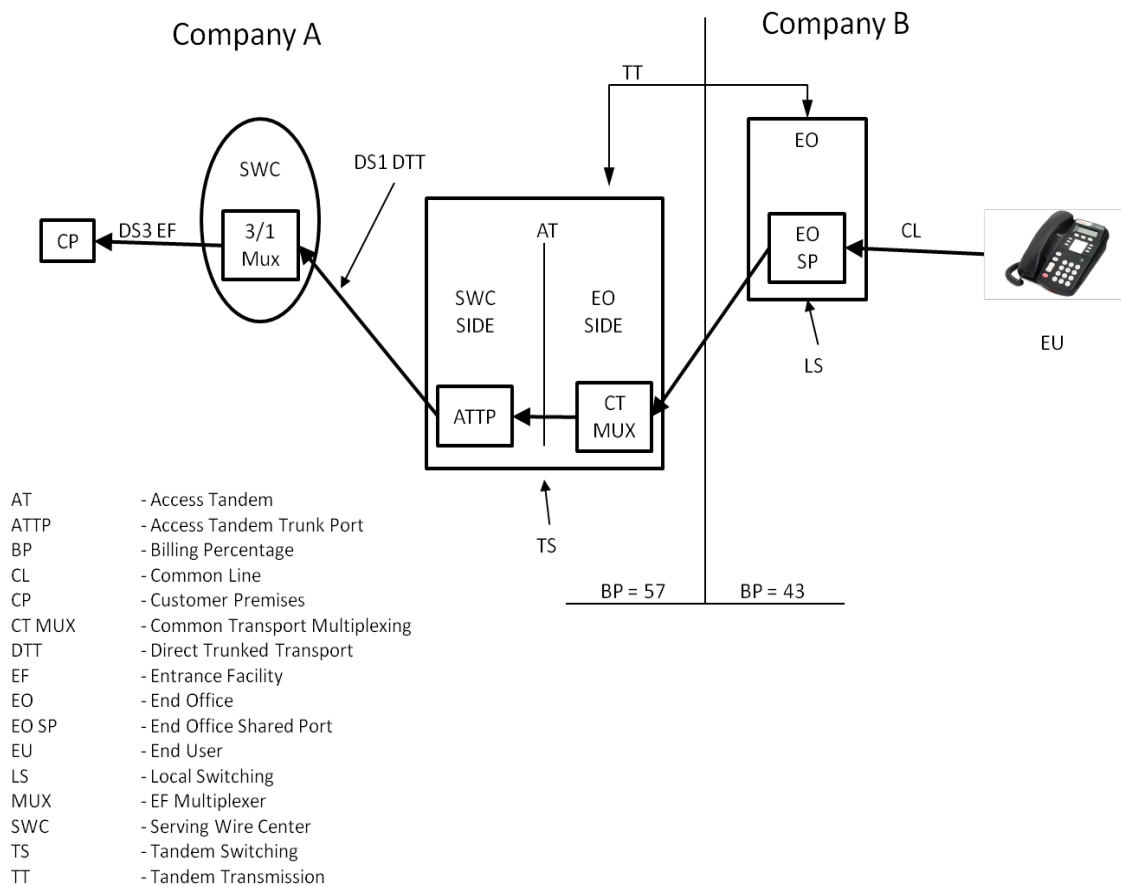 Company A
Company B
TT
EO
SWC
DS1 DTT
CP
DS3 EF
3/1
Mux
AT
EO
SP
CL
SWC
SIDE
EO
SIDE
EU
LS
ATTP
CT
MUX
TS
BP = 57
BP = 43
AT - Access Tandem
ATTP - Access Tandem Trunk Port
BP - Billing Percentage
CL - Common Line
CP - Customer Premises
CT MUX - Common Transport Multiplexing
DTT - Direct Trunked Transport
EF - Entrance Facility
EO - End Office
EO SP - End Office Shared Port
EU - End User
LS - Local Switching
MUX - EF Multiplexer
SWC - Serving Wire Center
TS - Tandem Switching
TT - Tandem Transmission